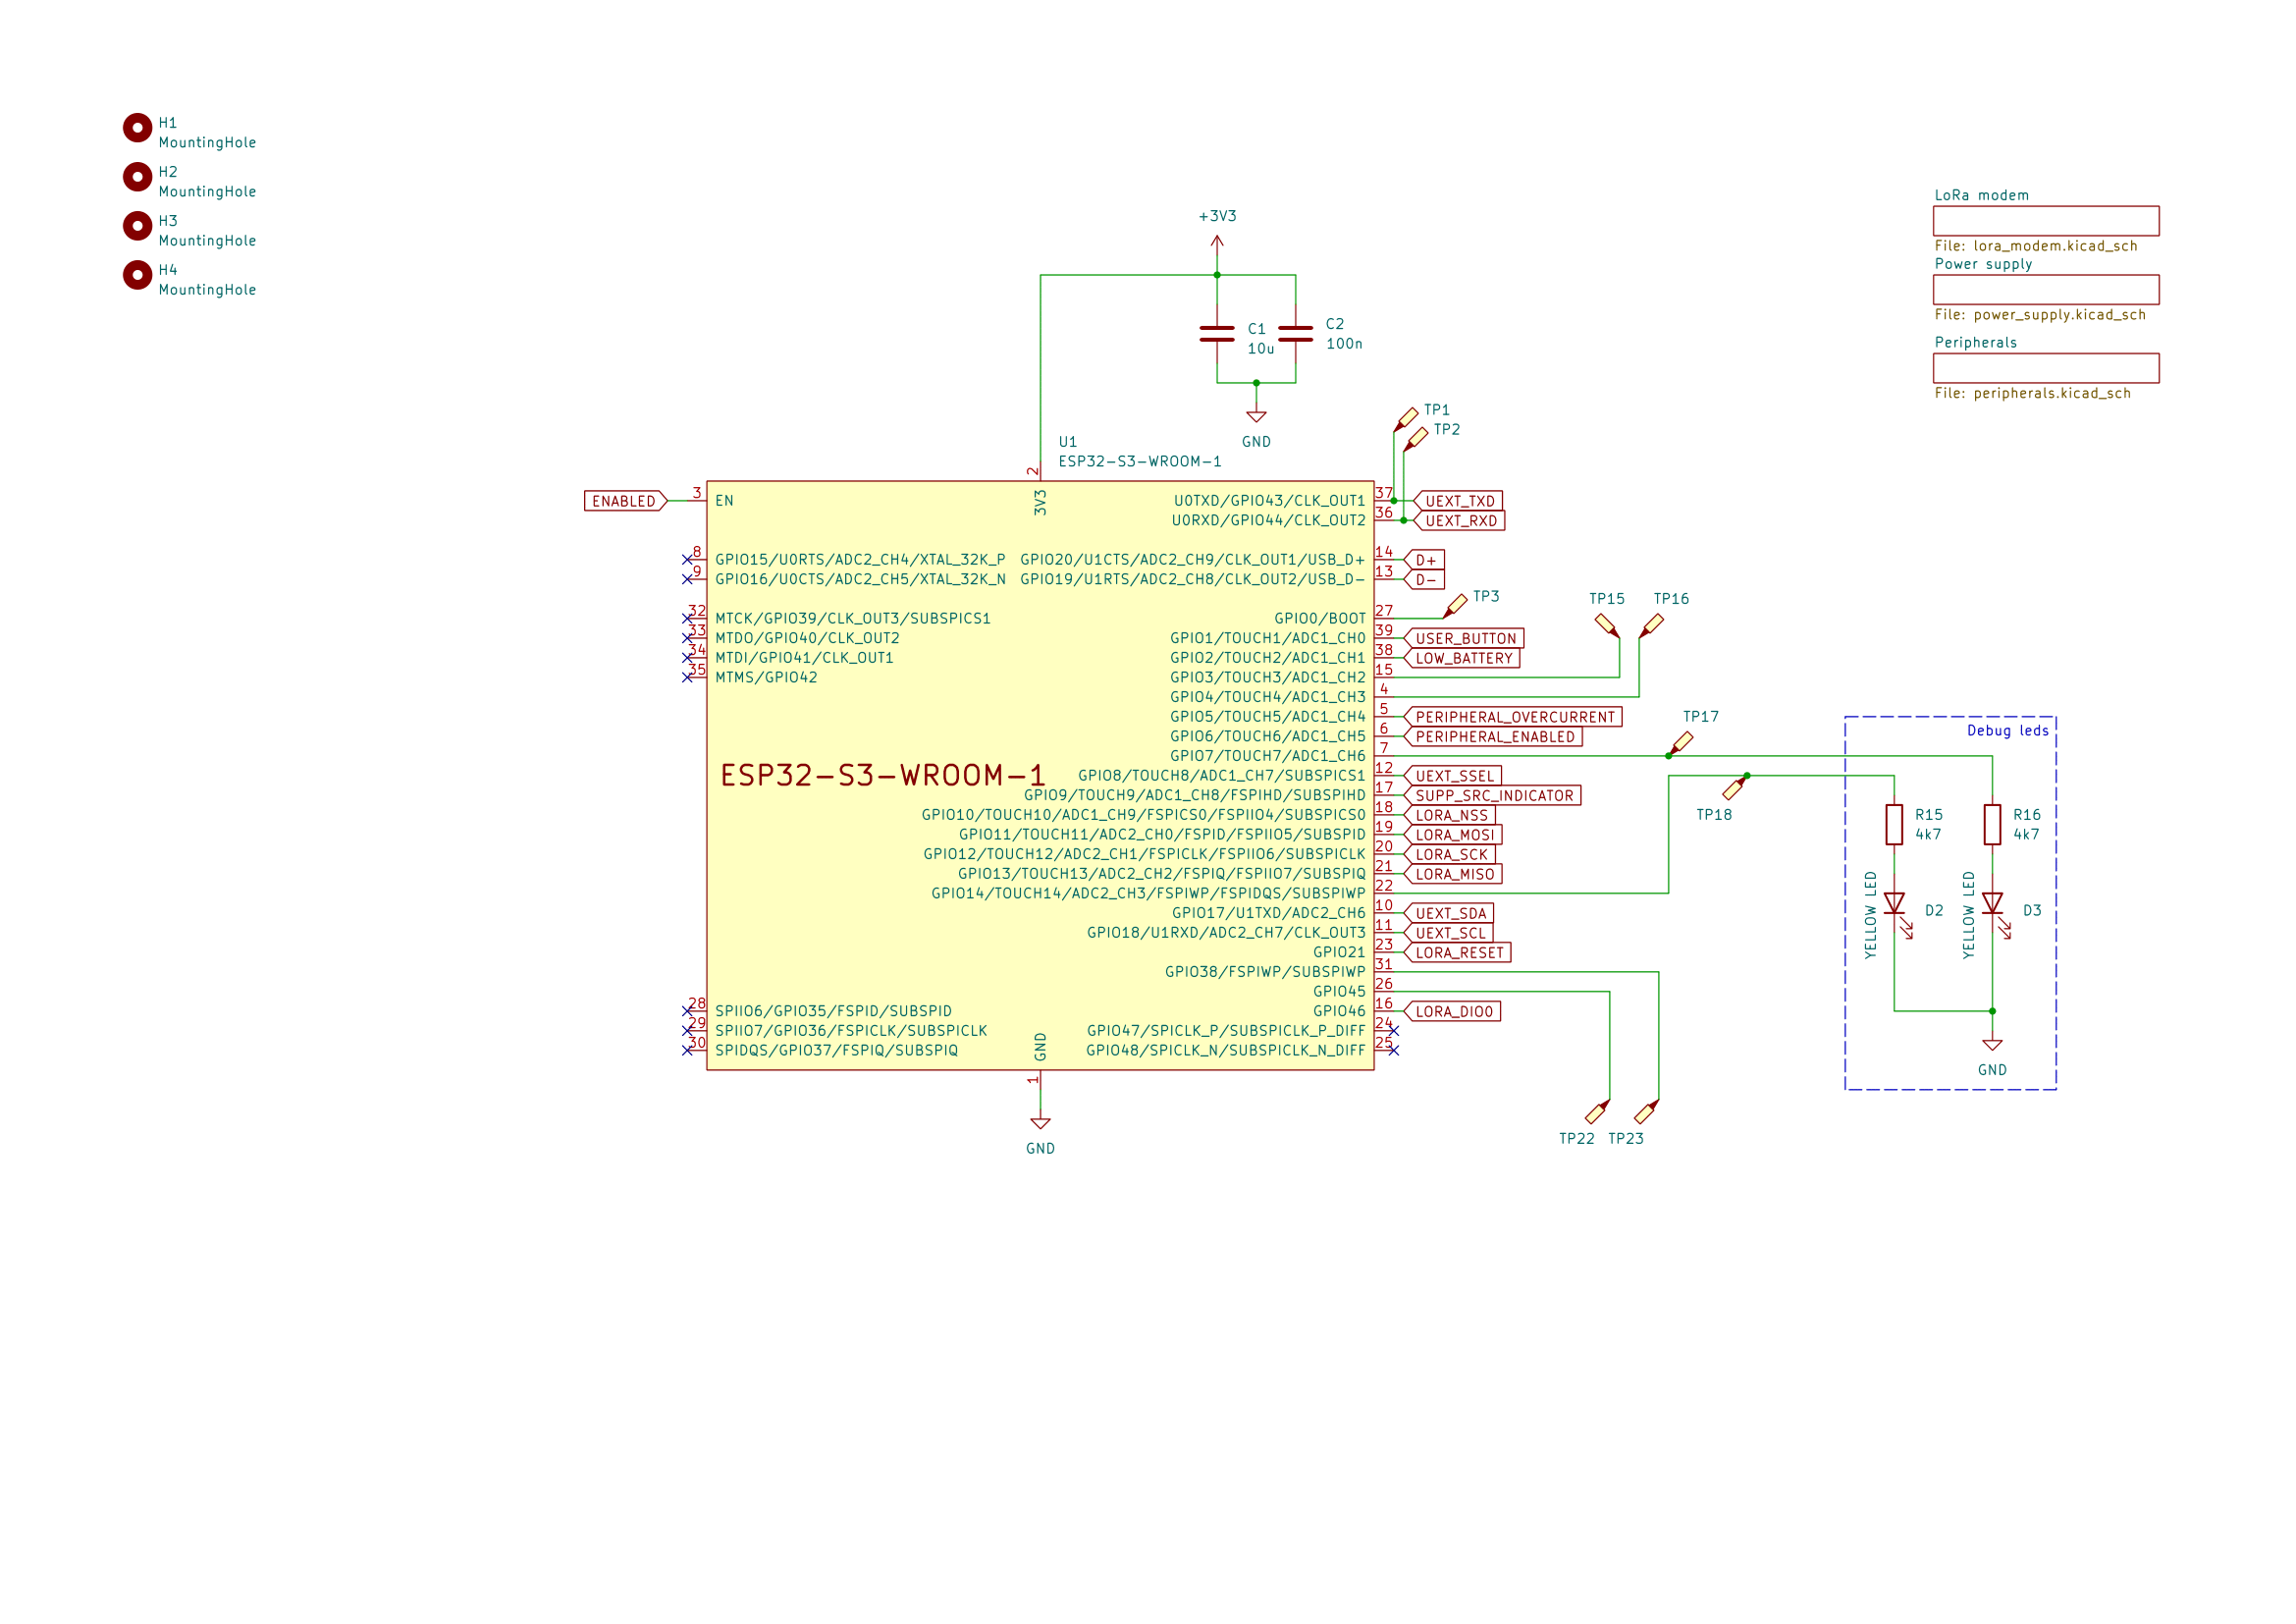 H1
MountingHole
H2
MountingHole
H3
MountingHole
H4
MountingHole
LoRa modem
File: lora_modem.kicad_sch
Power supply
File: power_supply.kicad_sch
Peripherals
File: peripherals.kicad_sch
+3V3
C1
10u
C2
100n
GND
TP1
TP2
U1
ESP32-S3-WROOM-1
2
3V3
ENABLED
3
EN
U0TXD/GPIO43/CLK_OUT1
37
UEXT_TXD
U0RXD/GPIO44/CLK_OUT2
36
UEXT_RXD
8
GPIO15/U0RTS/ADC2_CH4/XTAL_32K_P
GPIO20/U1CTS/ADC2_CH9/CLK_OUT1/USB_D+
14
D+
9
GPIO16/U0CTS/ADC2_CH5/XTAL_32K_N
GPIO19/U1RTS/ADC2_CH8/CLK_OUT2/USB_D-
13
D-
TP3
TP15
TP16
32
MTCK/GPIO39/CLK_OUT3/SUBSPICS1
GPIO0/BOOT
27
33
MTDO/GPIO40/CLK_OUT2
GPIO1/TOUCH1/ADC1_CH0
39
USER_BUTTON
34
MTDI/GPIO41/CLK_OUT1
GPIO2/TOUCH2/ADC1_CH1
38
LOW_BATTERY
35
MTMS/GPIO42
GPIO3/TOUCH3/ADC1_CH2
15
GPIO4/TOUCH4/ADC1_CH3
4
GPIO5/TOUCH5/ADC1_CH4
5
PERIPHERAL_OVERCURRENT
TP17
Debug leds
GPIO6/TOUCH6/ADC1_CH5
6
PERIPHERAL_ENABLED
GPIO7/TOUCH7/ADC1_CH6
7
ESP32-S3-WROOM-1
GPIO8/TOUCH8/ADC1_CH7/SUBSPICS1
12
UEXT_SSEL
GPIO9/TOUCH9/ADC1_CH8/FSPIHD/SUBSPIHD
17
SUPP_SRC_INDICATOR
GPIO10/TOUCH10/ADC1_CH9/FSPICS0/FSPIIO4/SUBSPICS0
18
LORA_NSS
TP18
R15
4k7
R16
4k7
GPIO11/TOUCH11/ADC2_CH0/FSPID/FSPIIO5/SUBSPID
19
LORA_MOSI
GPIO12/TOUCH12/ADC2_CH1/FSPICLK/FSPIIO6/SUBSPICLK
20
LORA_SCK
GPIO13/TOUCH13/ADC2_CH2/FSPIQ/FSPIIO7/SUBSPIQ
21
LORA_MISO
GPIO14/TOUCH14/ADC2_CH3/FSPIWP/FSPIDQS/SUBSPIWP
22
GPIO17/U1TXD/ADC2_CH6
10
UEXT_SDA
YELLOW LED
D2
YELLOW LED
D3
GPIO18/U1RXD/ADC2_CH7/CLK_OUT3
11
UEXT_SCL
GPIO21
23
LORA_RESET
GPIO38/FSPIWP/SUBSPIWP
31
GPIO45
26
28
SPIIO6/GPIO35/FSPID/SUBSPID
GPIO46
16
LORA_DIO0
29
SPIIO7/GPIO36/FSPICLK/SUBSPICLK
GPIO47/SPICLK_P/SUBSPICLK_P_DIFF
24
30
SPIDQS/GPIO37/FSPIQ/SUBSPIQ
GPIO48/SPICLK_N/SUBSPICLK_N_DIFF
25
GND
1
GND
TP22
TP23
GND